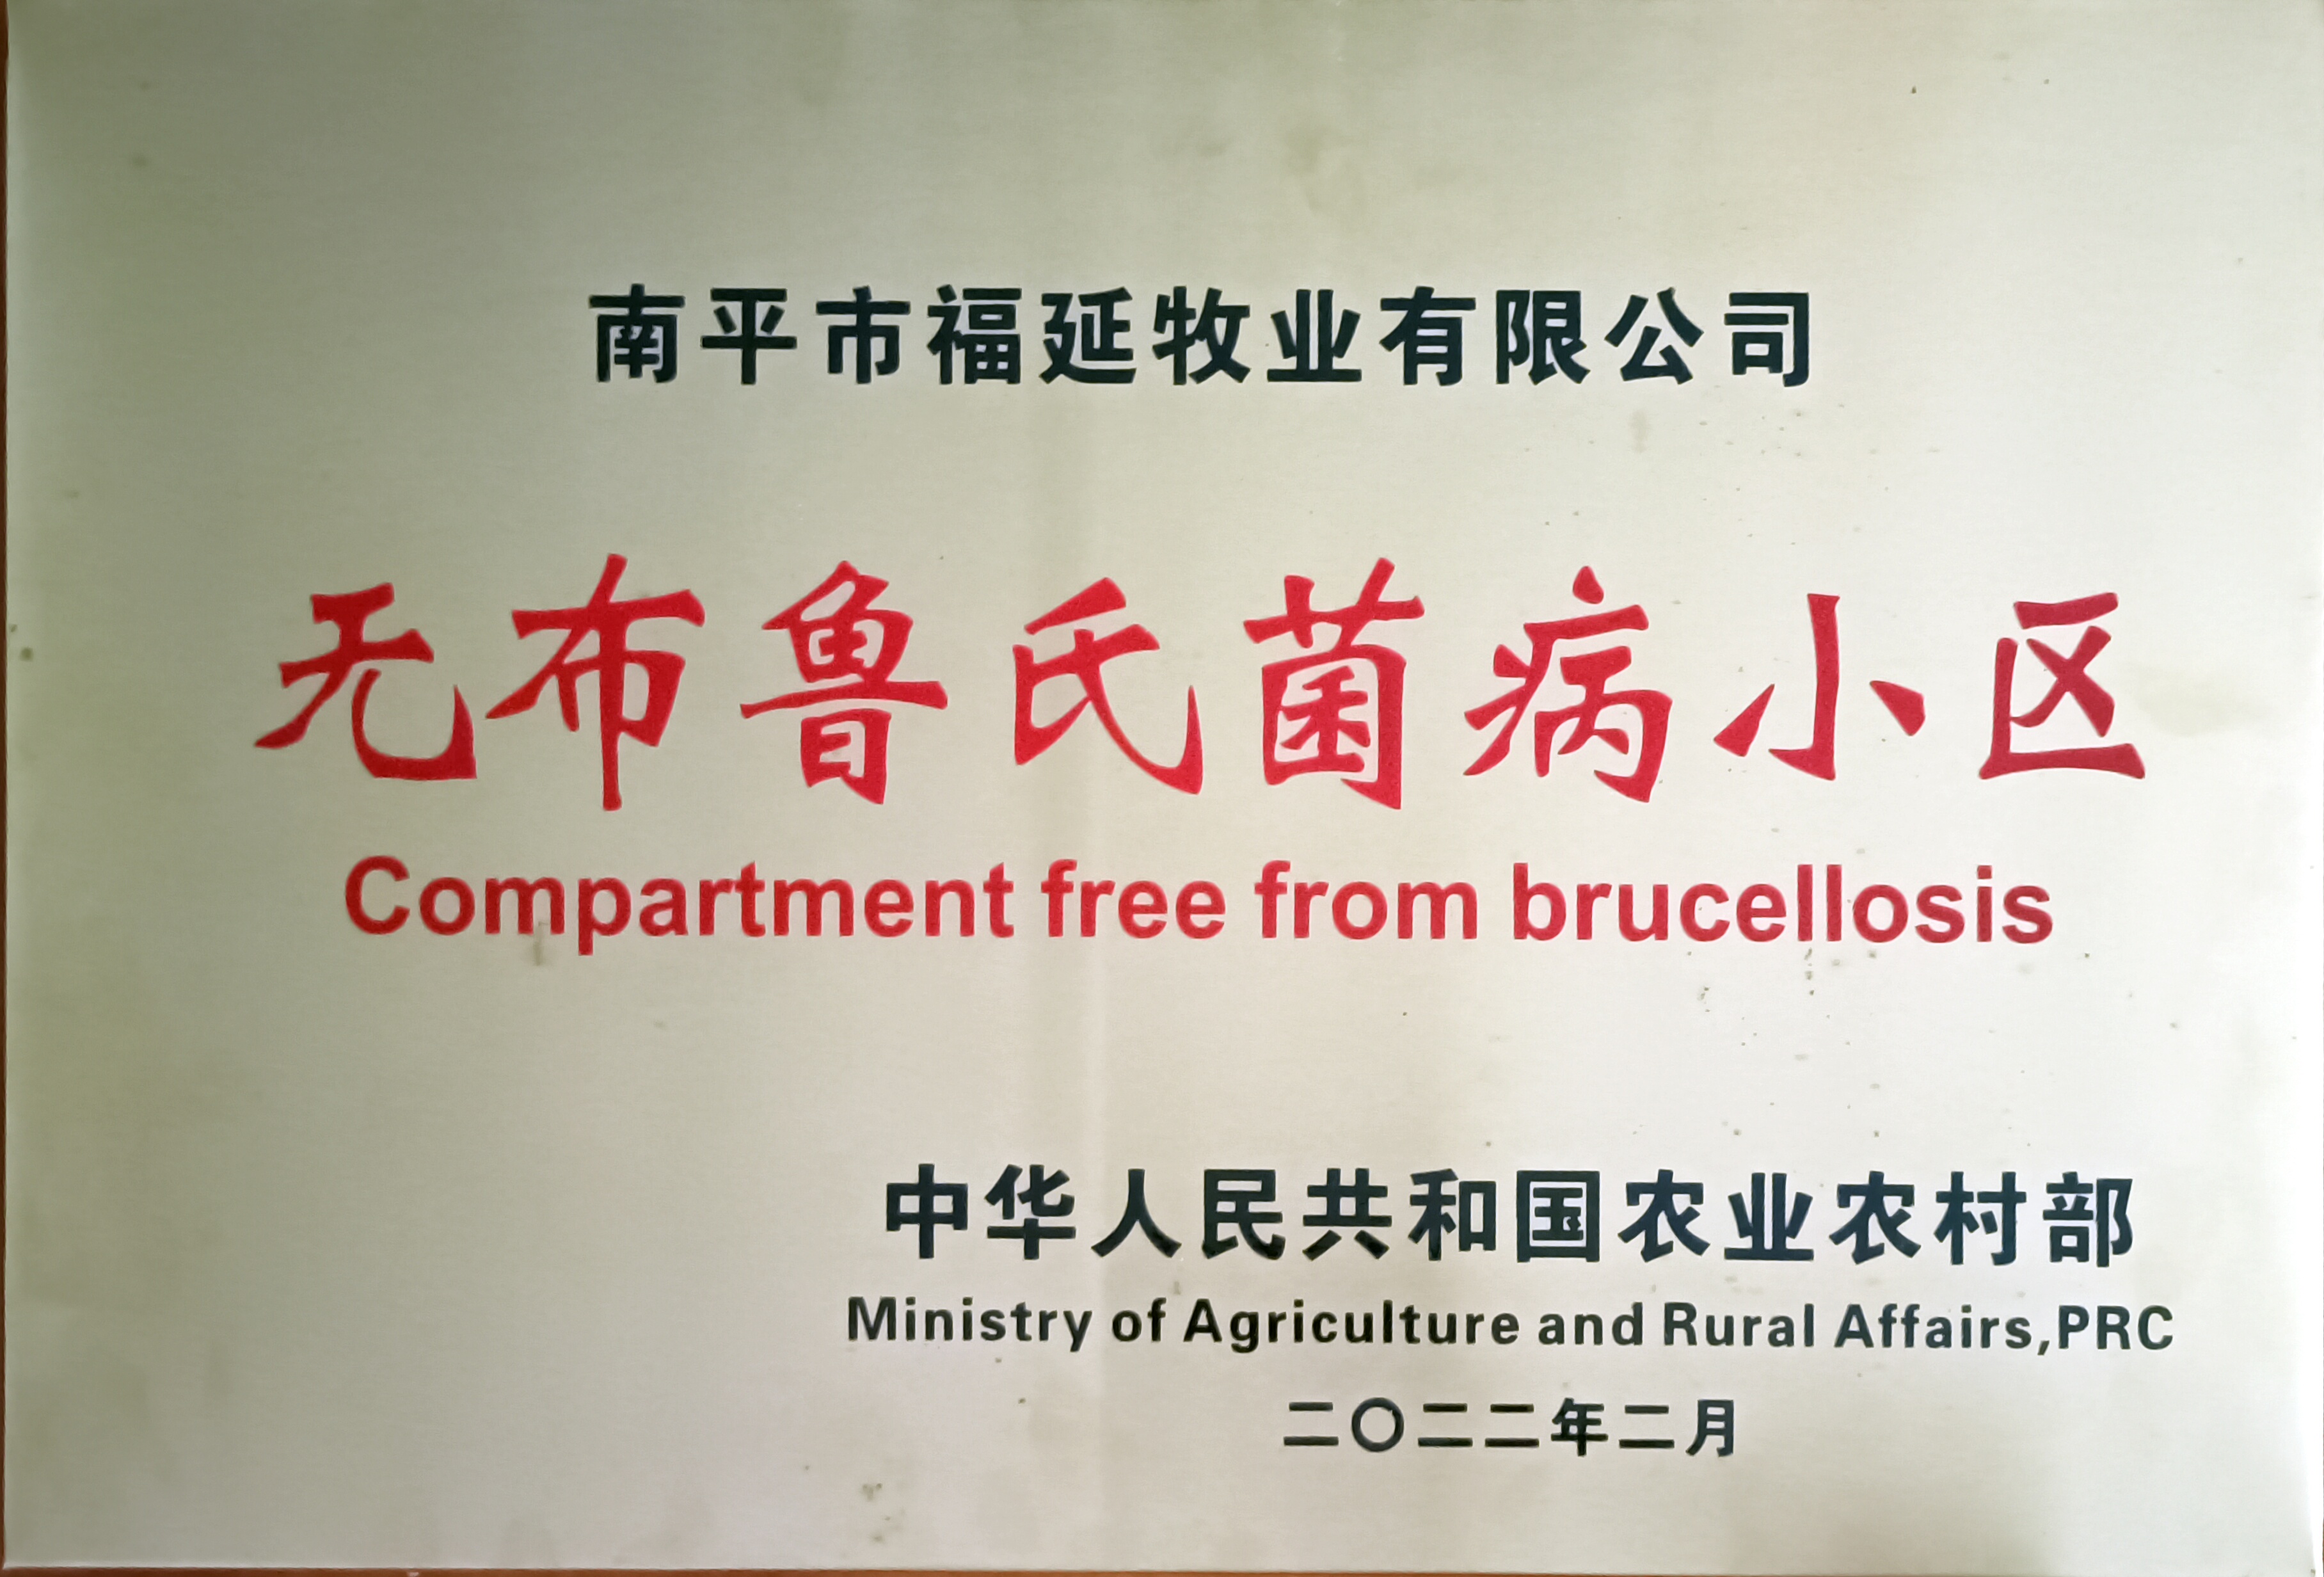 南平市福延牧业有限公司
无布鲁氏菌病小区
Compartment free from brucellosis
中华人民共和国农业农村部
Ministry of Agriculture and Rural Affairs,PRC
二〇二二年二月